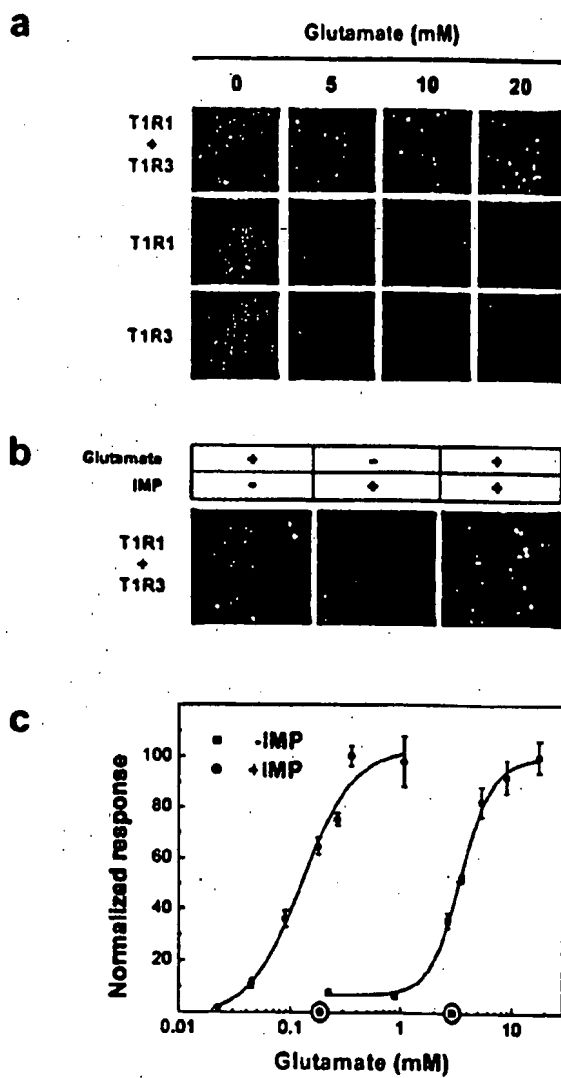 a
Glutamate (mM)
0 5 10 20
T1R1
+
T1R3
T1R1
T1R3
b
Glutamate + - +
IMP - + +
T1R1
+
T1R3
c
-IMP
+IMP
Normalized response
100
80
60
40
20
0.01 0.1 1 10
Glutamate (mM)